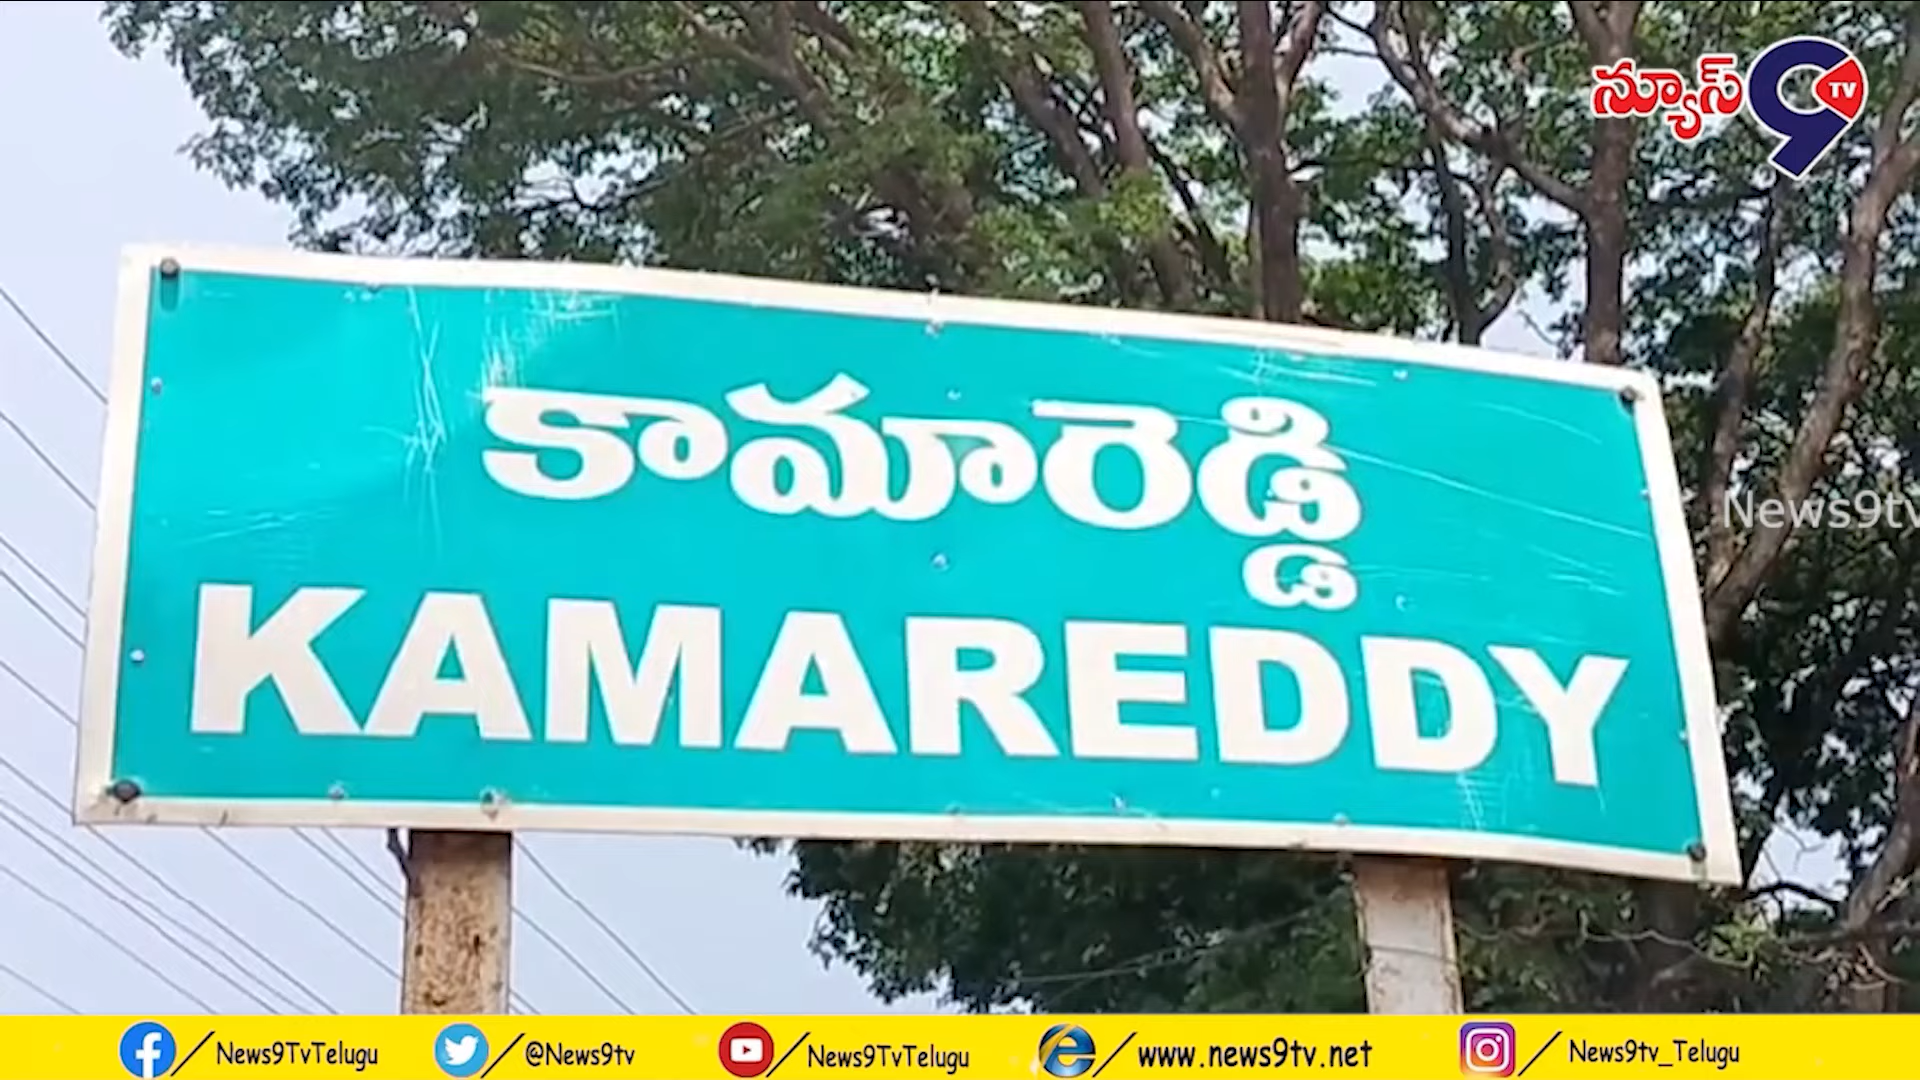 న్యూస్ 9 TV
కామారెడ్డి
News9tv
KAMAREDDY
/News9TvTelugu /@News9tv /News9TvTelugu /www.news9tv.net /News9tv_Telugu